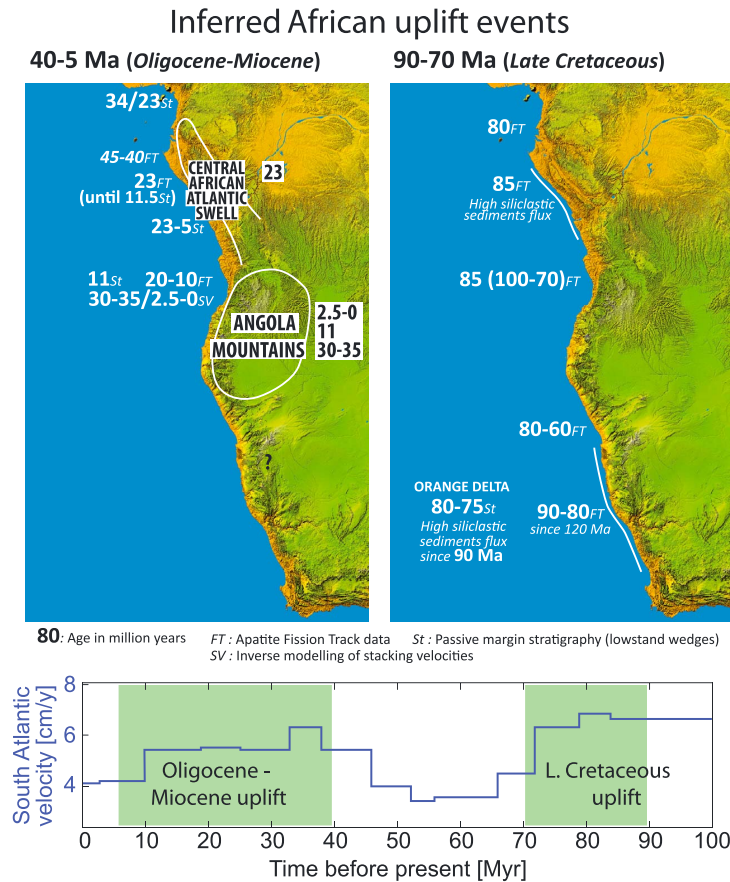 Inferred African uplift events
40-5 Ma (Oligocene-Miocene)
34/23St
45-40FT
23FT
(until 11.5St)
23-5St
CENTRAL
AFRICAN
ATLANTIC
SWELL
23
11St 20-10FT
30-35/2.5-0SV
ANGOLA
MOUNTAINS
2.5-0
11
30-35
?
90-70 Ma (Late Cretaceous)
80FT
85FT
High siliclastic
sediments flux
85 (100-70)FT
80-60FT
ORANGE DELTA
80-75St
High siliclastic
sediments flux
since 90 Ma
90-80FT
since 120 Ma
80: Age in million years
FT : Apatite Fission Track data
St : Passive margin stratigraphy (lowstand wedges)
SV : Inverse modelling of stacking velocities
South Atlantic
velocity [cm/y]
8
6
4
Oligocene -
Miocene uplift
L. Cretaceous
uplift
0 10 20 30 40 50 60 70 80 90 100
Time before present [Myr]